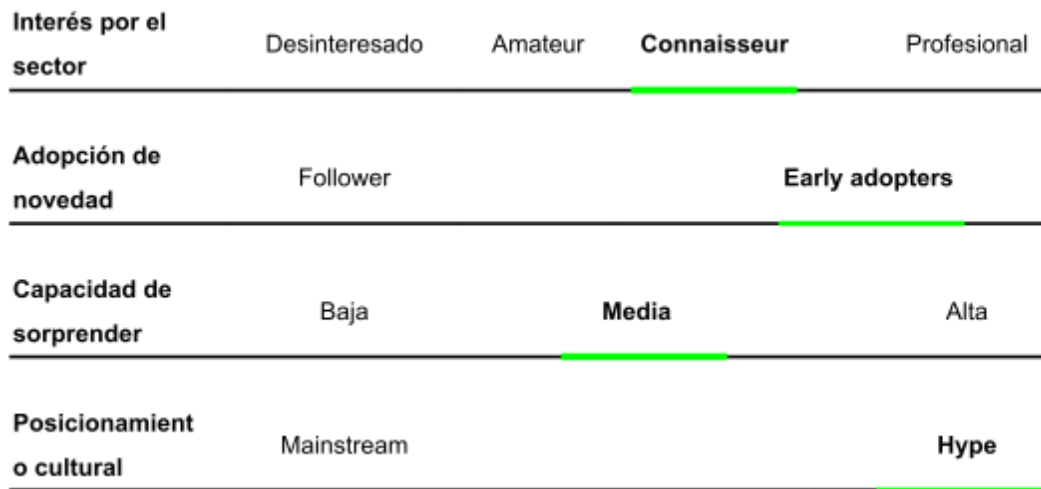 Interés por el
sector
Desinteresado Amateur Connaisseur Profesional
Adopción de
novedad
Follower Early adopters
Capacidad de
sorprender
Baja Media Alta
Posicionamient
o cultural
Mainstream Hype